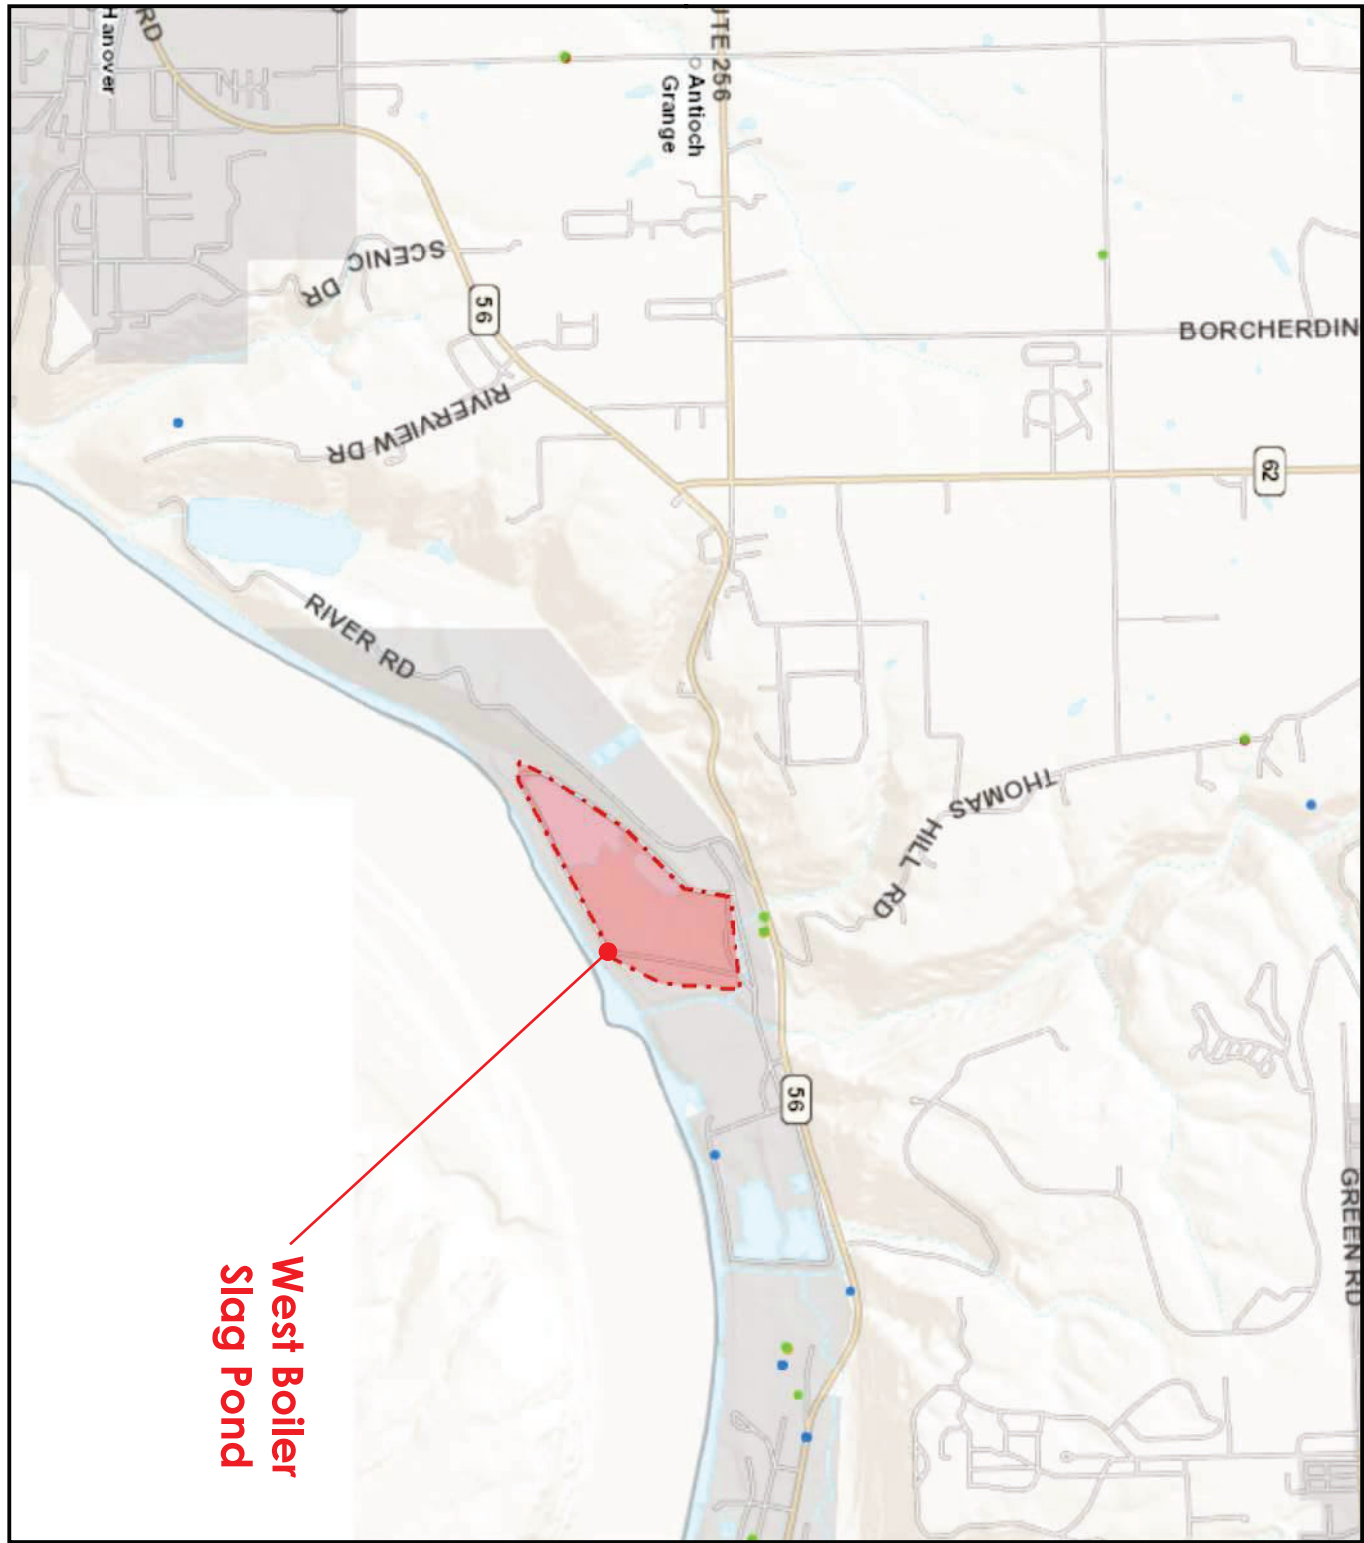 RD
Hanover
UTE 256
Antioch
Grange
SCENIC DR
56
BORCHERDIN
RIVERVIEW DR
62
RIVER RD
THOMAS HILL RD
56
GREEN RD
West Boiler
Slag Pond